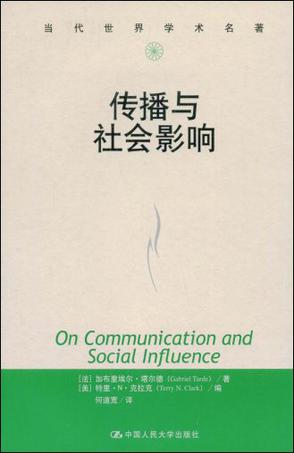 当代世界学术名著
传播与
社会影响
On Communication and
Social Influence
[法] 加布里埃尔·塔尔德 (Gabriel Tarde) / 著
[美] 特里·N·克拉克 (Terry N. Clark) / 编
何道宽 / 译
中国人民大学出版社